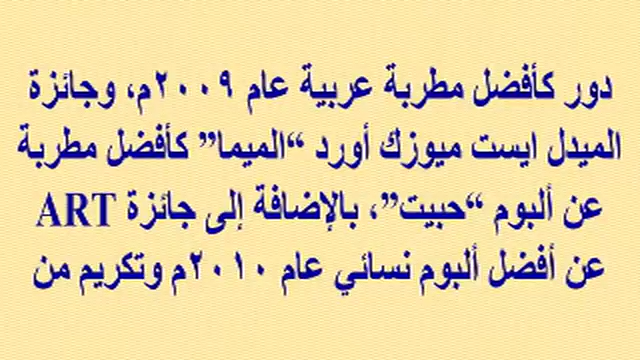 دور كأفضل مطربة عربية عام ٢٠٠٩م، وجائزة
الميدل ايست ميوزك أورد “الميما” كأفضل مطربة
عن ألبوم “حبيت”، بالإضافة إلى جائزة ART
عن أفضل ألبوم نسائي عام ٢٠١٠م وتكريم من